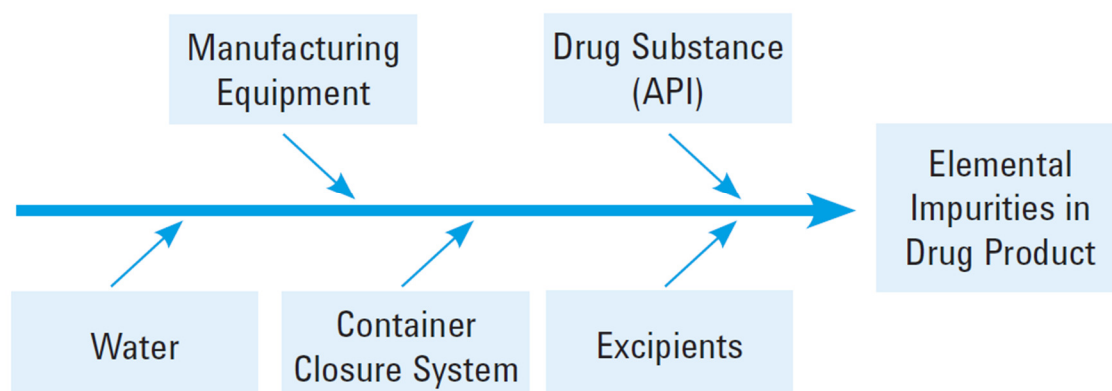 Manufacturing
Equipment
Drug Substance
(API)
Elemental
Impurities in
Drug Product
Water
Container
Closure System
Excipients